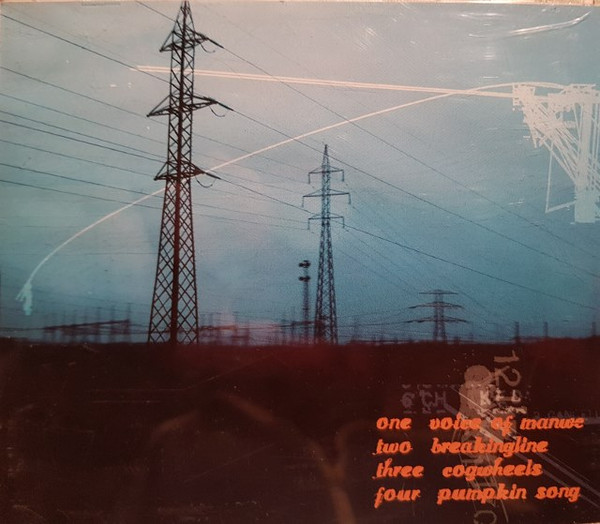 one voice of manwe
two breakingline
three cogwheels
four pumpkin song